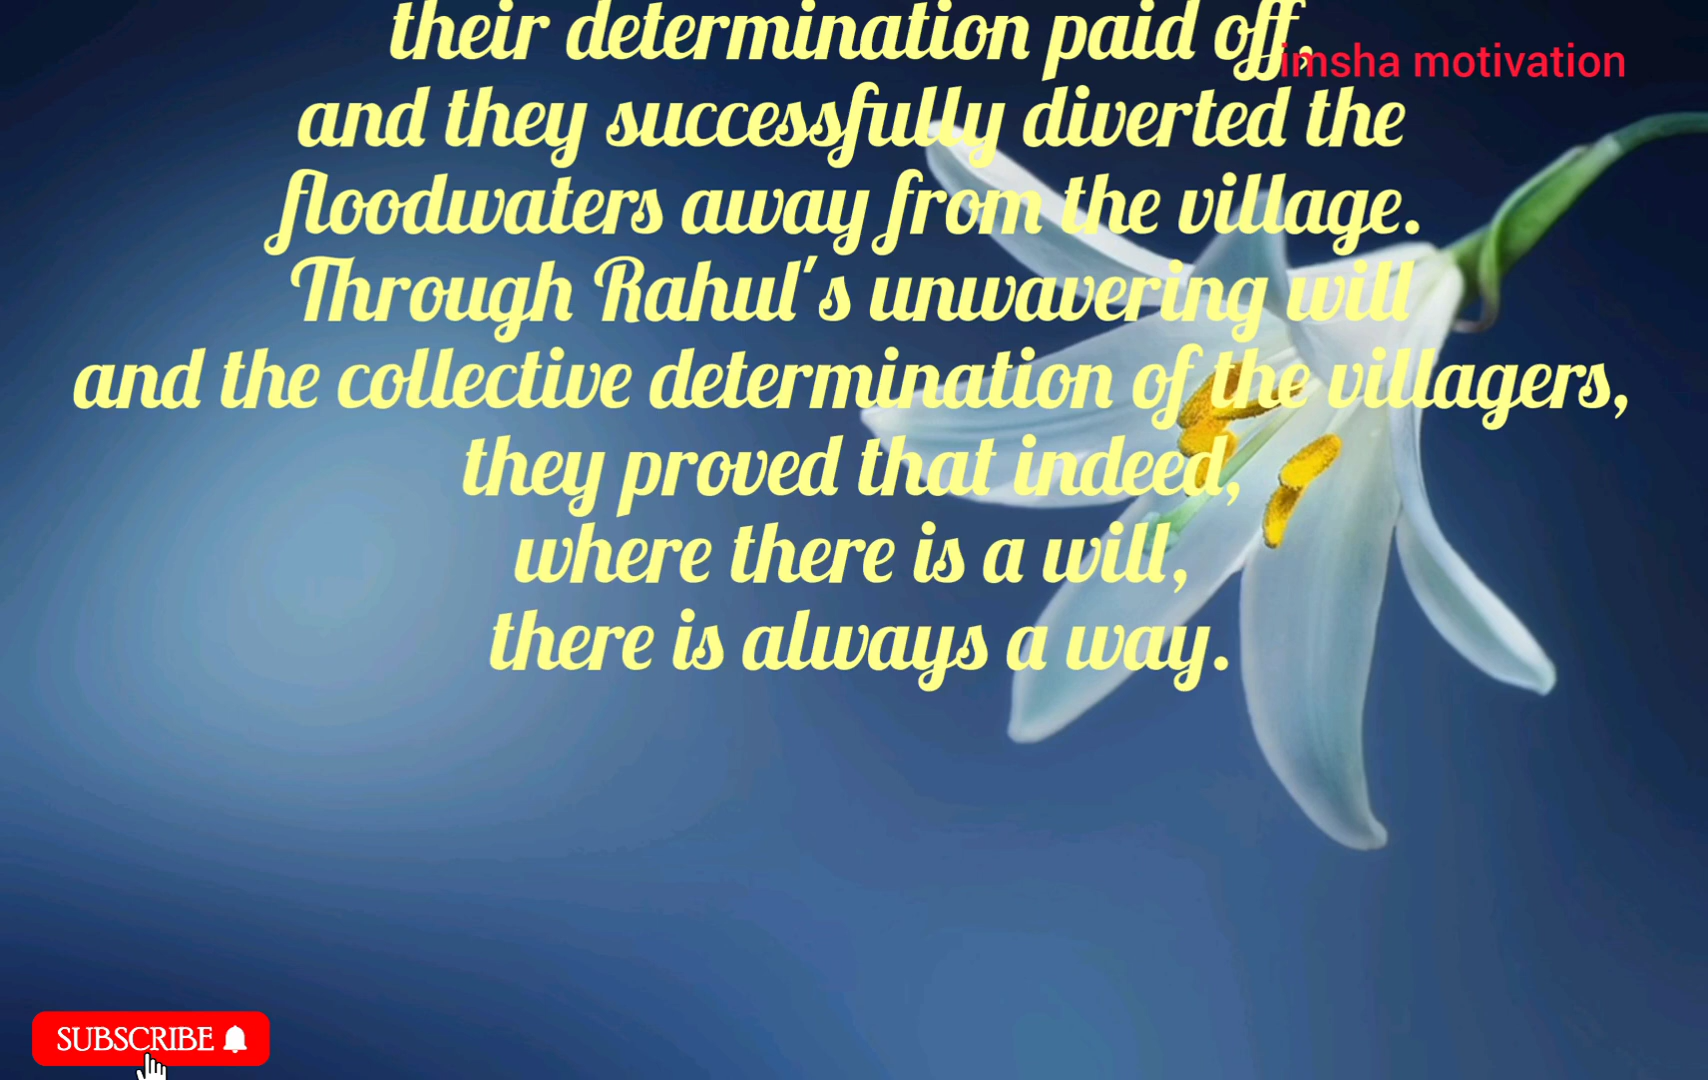 their determination paid off,
imsha motivation
and they successfully diverted the
floodwaters away from the village.
Through Rahul's unwavering will
and the collective determination of the villagers,
they proved that indeed,
where there is a will,
there is always a way.
SUBSCRIBE